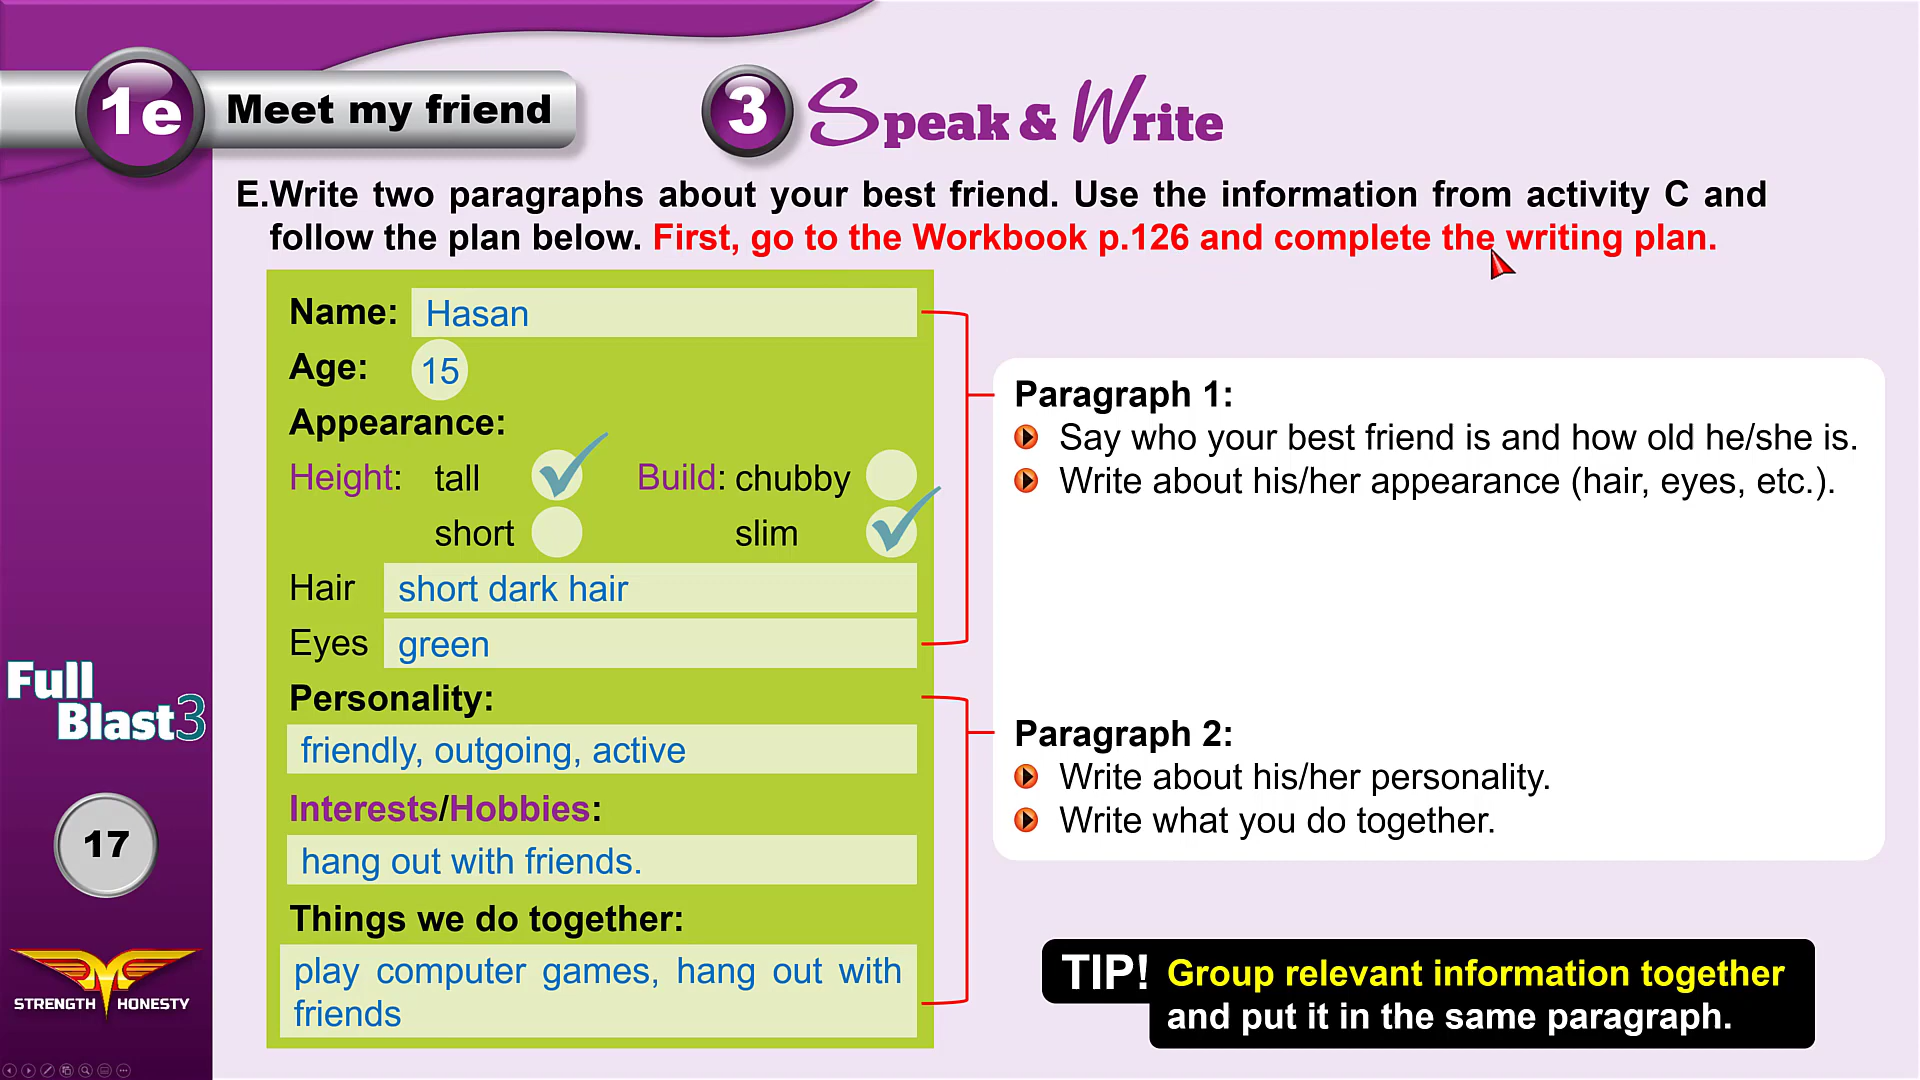 1e Meet my friend
3 Speak & Write
E.Write two paragraphs about your best friend. Use the information from activity C and
follow the plan below. First, go to the Workbook p.126 and complete the writing plan.
Name: Hasan
Age: 15
Appearance:
Height: tall Build: chubby
short slim
Hair short dark hair
Eyes green
Personality:
friendly, outgoing, active
Interests/Hobbies:
hang out with friends.
Things we do together:
play computer games, hang out with
friends
Paragraph 1:
Say who your best friend is and how old he/she is.
Write about his/her appearance (hair, eyes, etc.).
Paragraph 2:
Write about his/her personality.
Write what you do together.
TIP! Group relevant information together
and put it in the same paragraph.
Full
Blast3
17
STRENGTH HONESTY